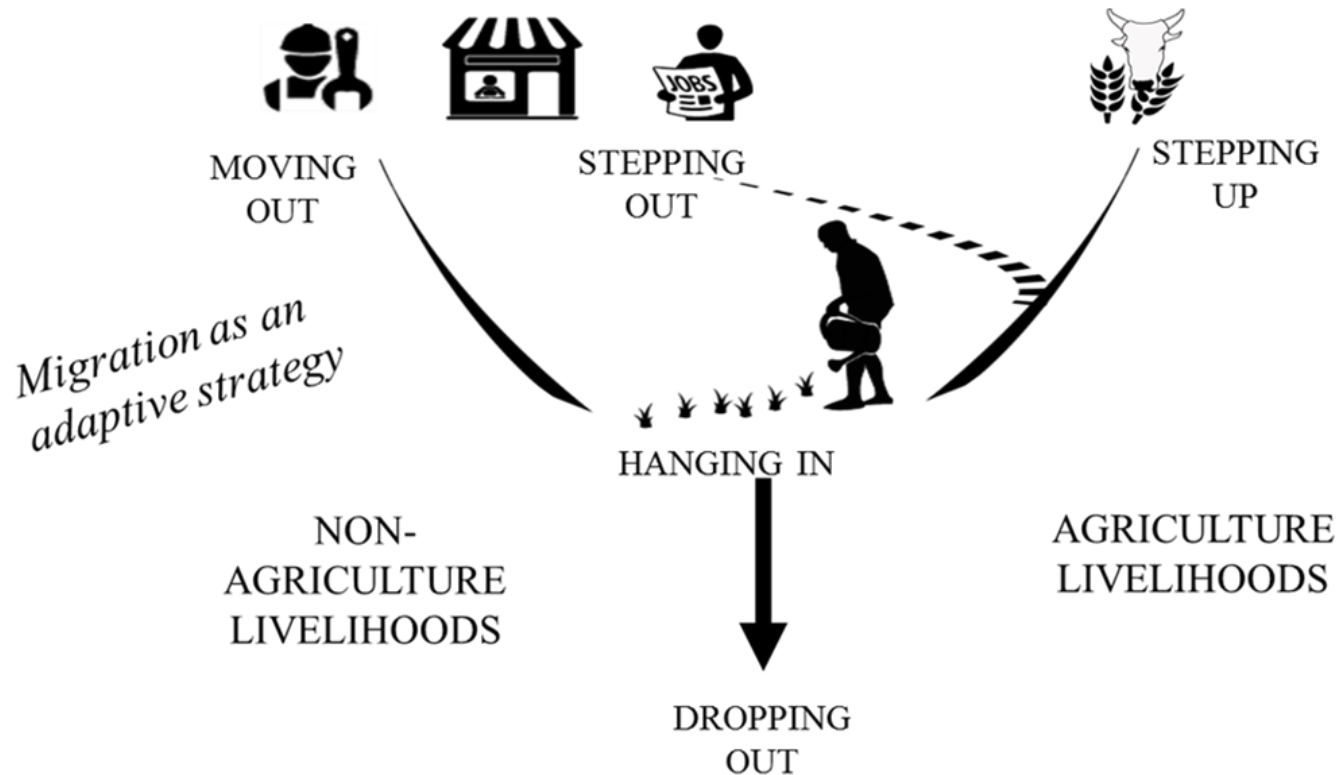 JOBS
MOVING
OUT
STEPPING
OUT
STEPPING
UP
Migration as an
adaptive strategy
HANGING IN
NON-
AGRICULTURE
LIVELIHOODS
AGRICULTURE
LIVELIHOODS
DROPPING
OUT